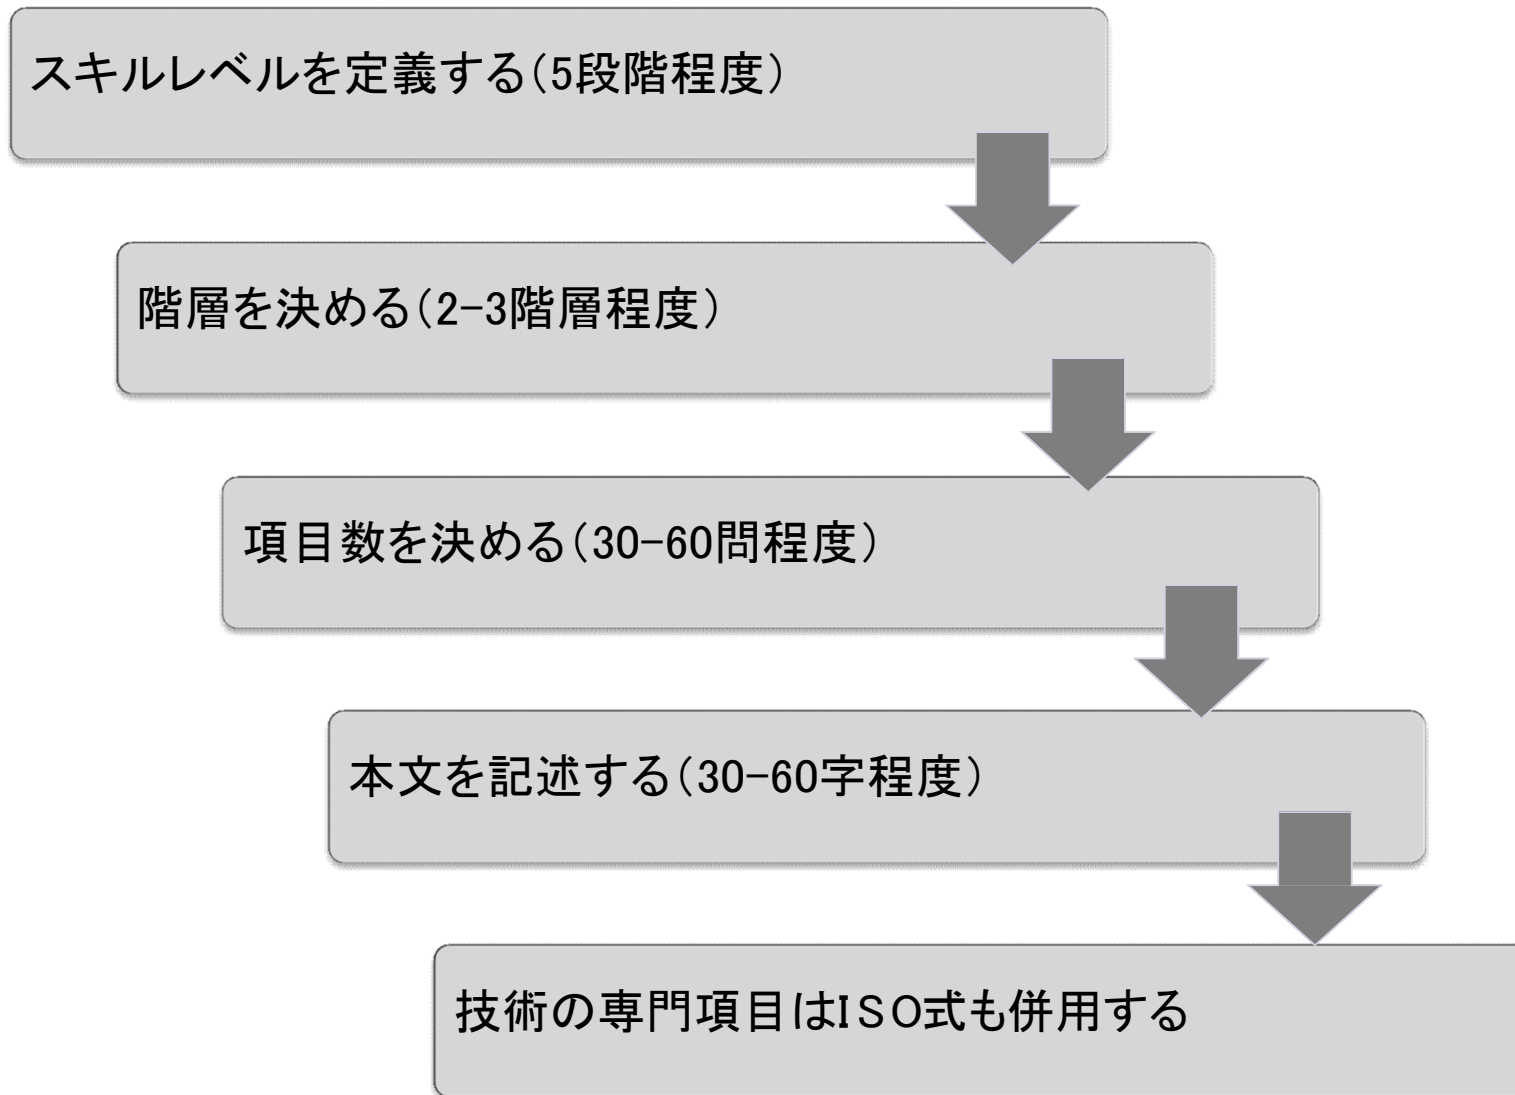 スキルレベルを定義する（5段階程度）
階層を決める（2-3階層程度）
項目数を決める（30-60問程度）
本文を記述する（30-60字程度）
技術の専門項目はISO式も併用する